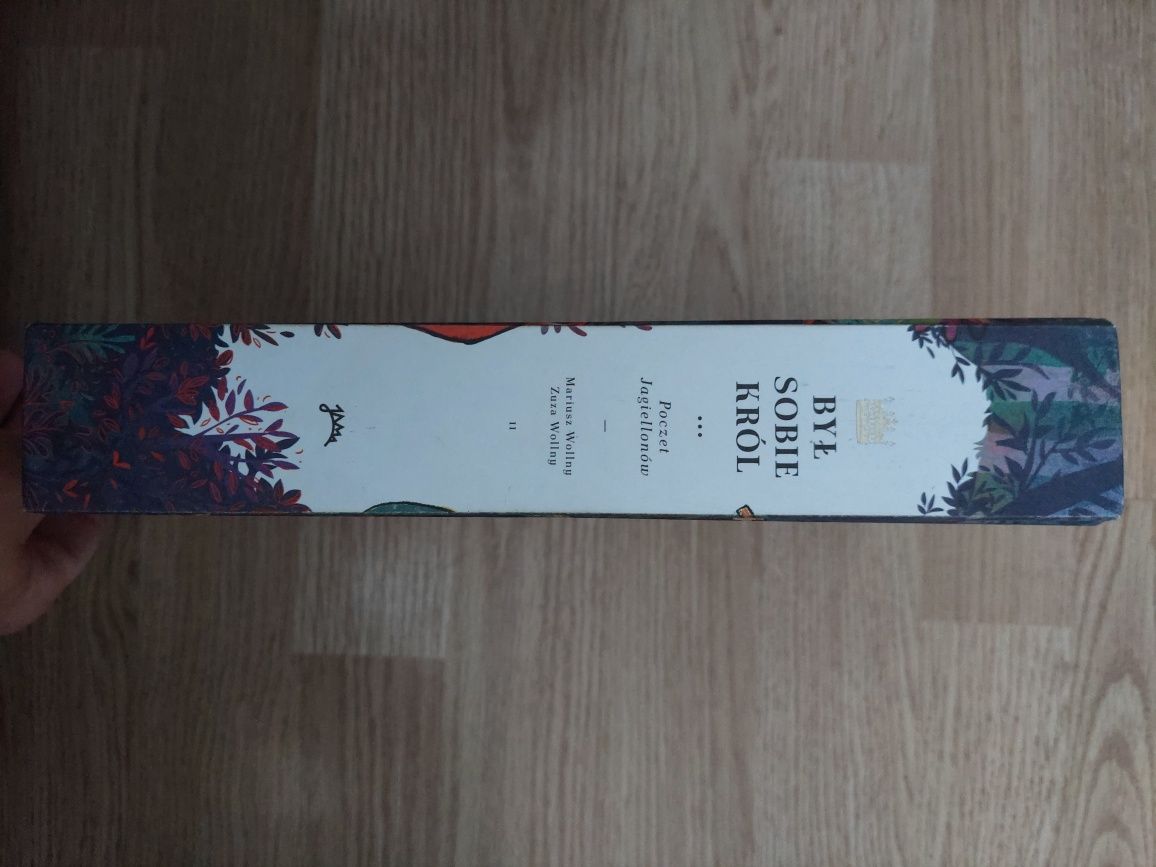 BYŁ
SOBIE
KRÓL
...
Poczet
Jagiellonów
—
Mariusz Wollny
Zuza Wollny
II